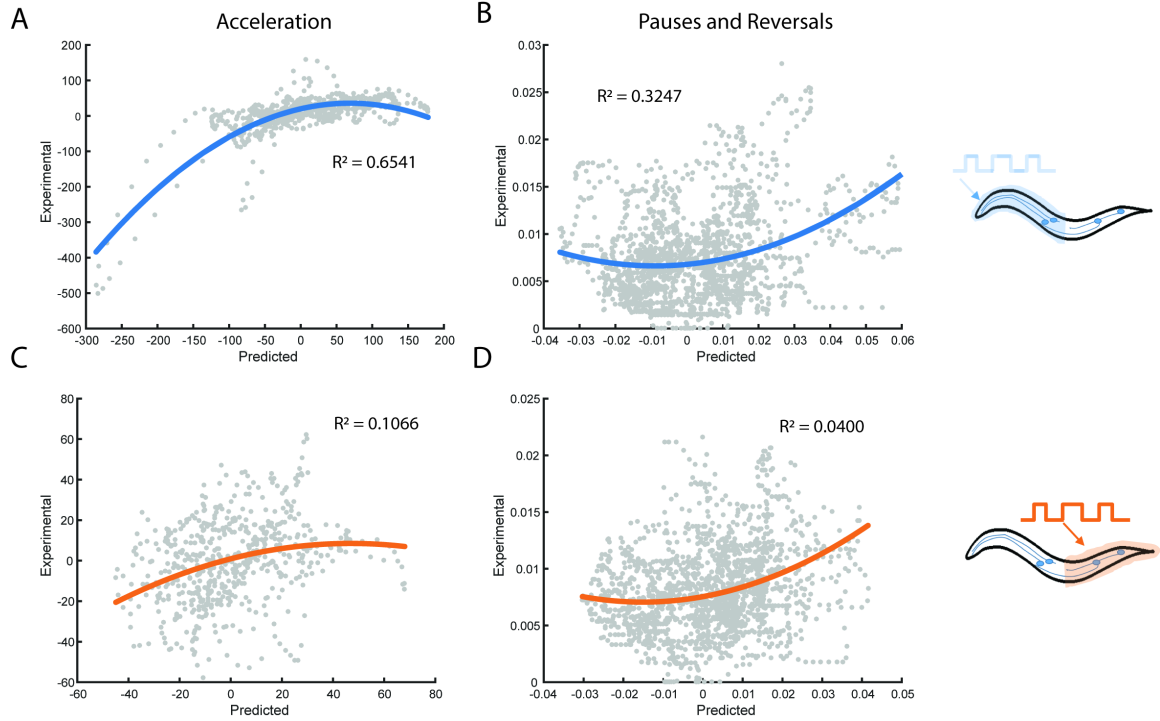 A
Acceleration
B
Pauses and Reversals
200
100
0
-100
-200
-300
-400
-500
-600
Experimental
R² = 0.6541
-300 -250 -200 -150 -100 -50 0 50 100 150 200
Predicted
0.03
0.025
0.02
0.015
0.01
0.005
0
Experimental
R² = 0.3247
-0.04 -0.03 -0.02 -0.01 0 0.01 0.02 0.03 0.04 0.05 0.06
Predicted
C
80
60
40
20
0
-20
-40
-60
Experimental
R² = 0.1066
-60 -40 -20 0 20 40 60 80
Predicted
D
0.025
0.02
0.015
0.01
0.005
0
Experimental
R² = 0.0400
-0.04 -0.03 -0.02 -0.01 0 0.01 0.02 0.03 0.04 0.05
Predicted